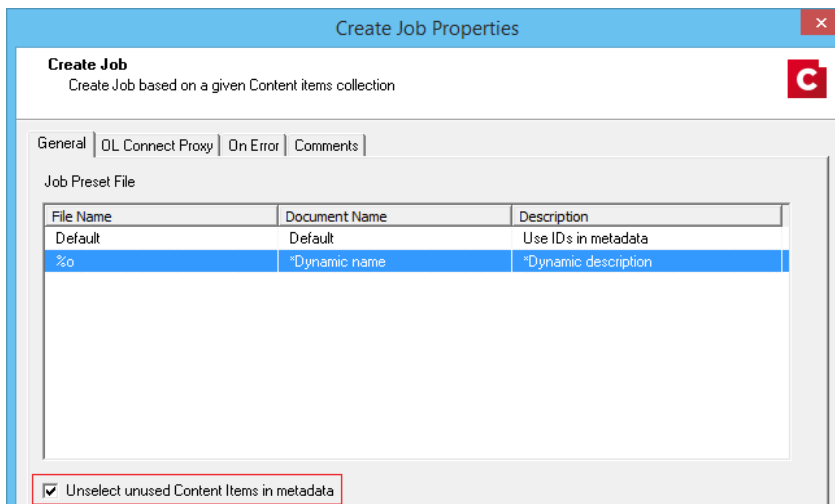 Create Job Properties
Create Job
Create Job based on a given Content items collection
C
General OL Connect Proxy On Error Comments
Job Preset File
File Name Document Name Description
Default Default Use IDs in metadata
%o *Dynamic name *Dynamic description
Unselect unused Content Items in metadata